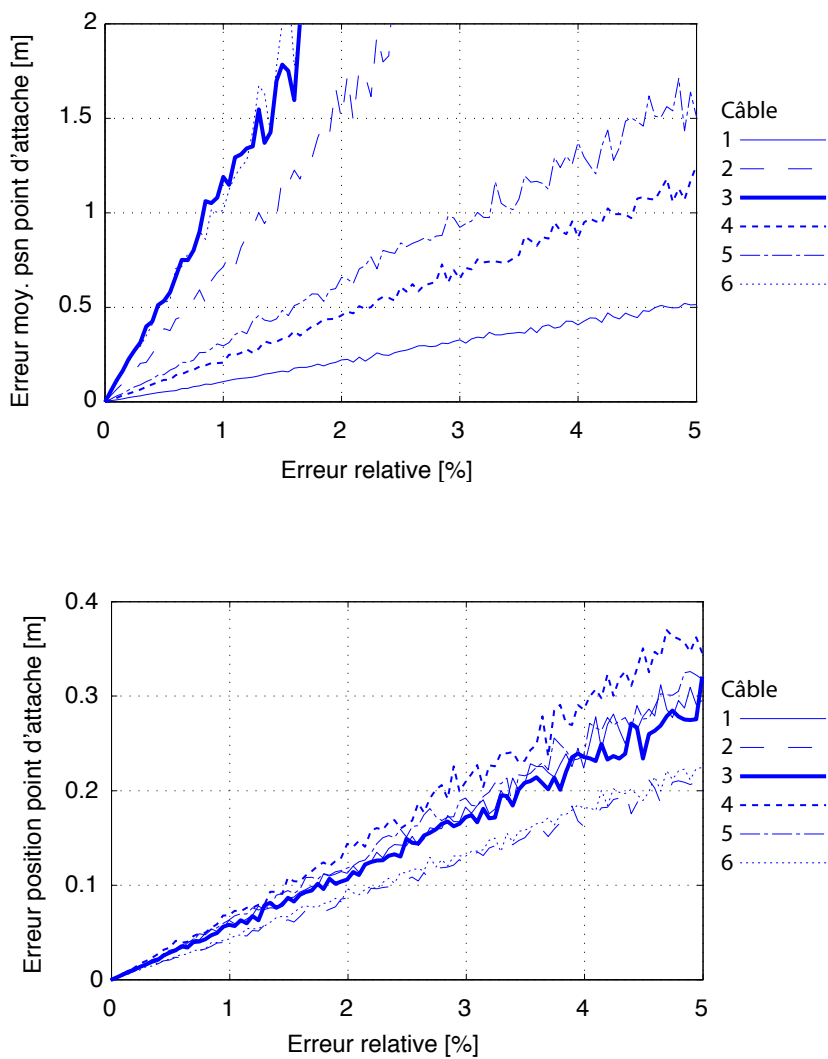 Erreur moy. psn point d'attache [m]
2
1.5
1
0.5
0
0 1 2 3 4 5
Erreur relative [%]
Câble
1
2
3
4
5
6
Erreur position point d'attache [m]
0.4
0.3
0.2
0.1
0
0 1 2 3 4 5
Erreur relative [%]
Câble
1
2
3
4
5
6